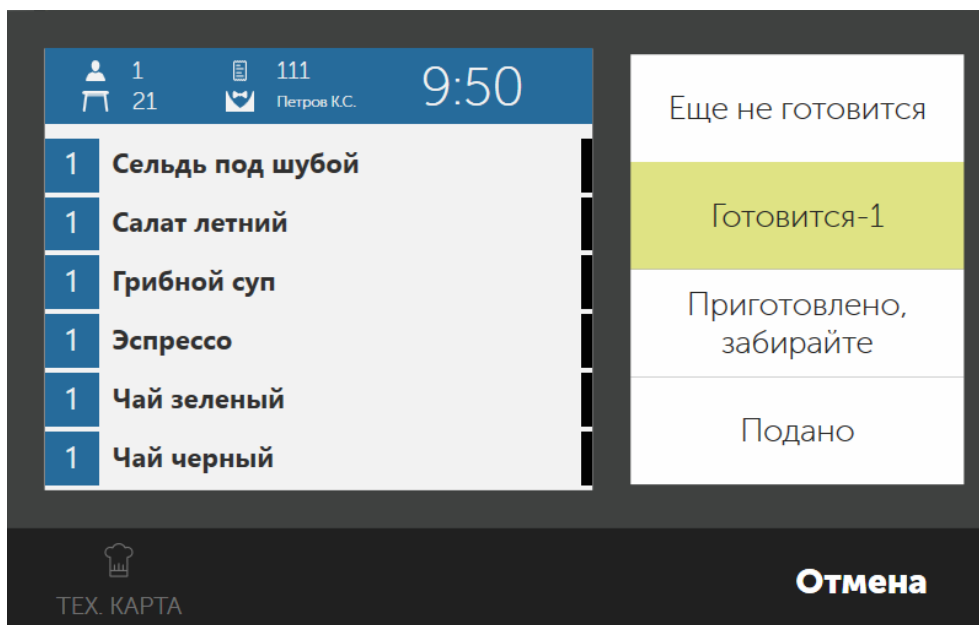 1 111 9:50
21 Петров К.С.
1 Сельдь под шубой
1 Салат летний
1 Грибной суп
1 Эспрессо
1 Чай зеленый
1 Чай черный
Еще не готовится
Готовится-1
Приготовлено,
забирайте
Подано
ТЕХ. КАРТА
Отмена